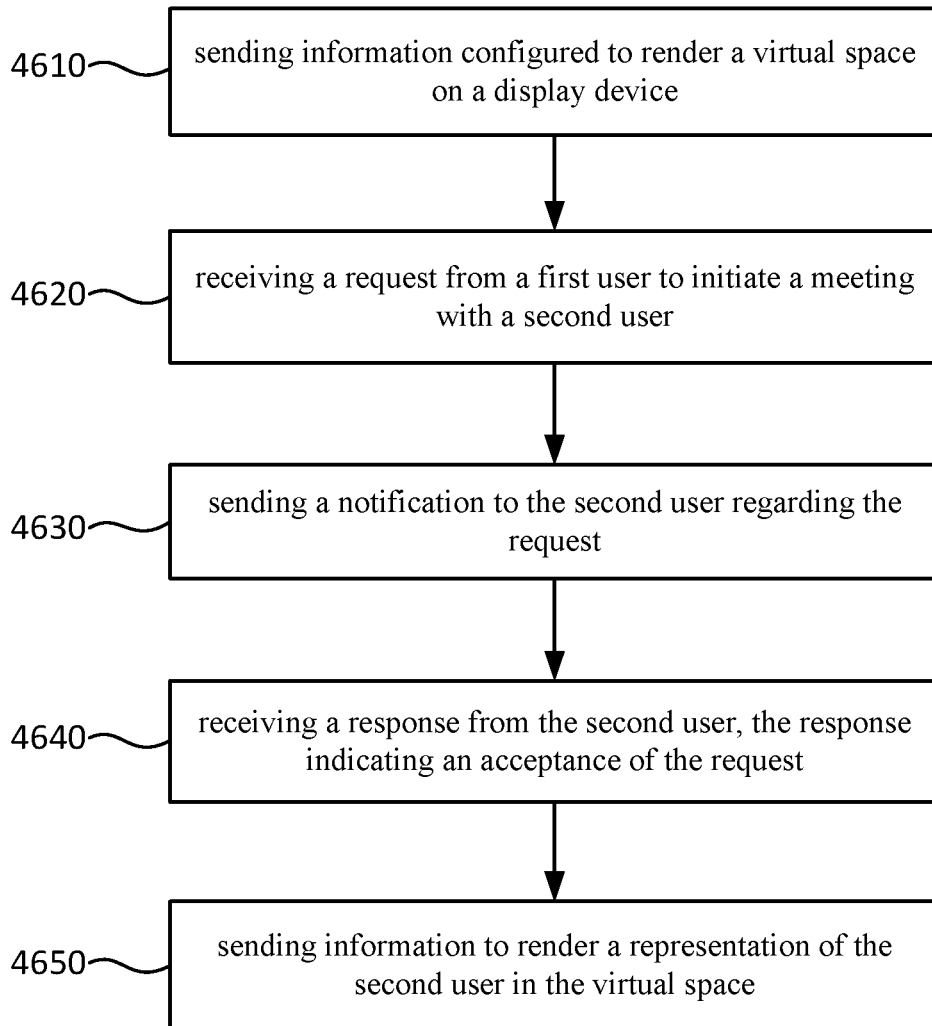 4610
sending information configured to render a virtual space
on a display device
4620
receiving a request from a first user to initiate a meeting
with a second user
4630
sending a notification to the second user regarding the
request
4640
receiving a response from the second user, the response
indicating an acceptance of the request
4650
sending information to render a representation of the
second user in the virtual space